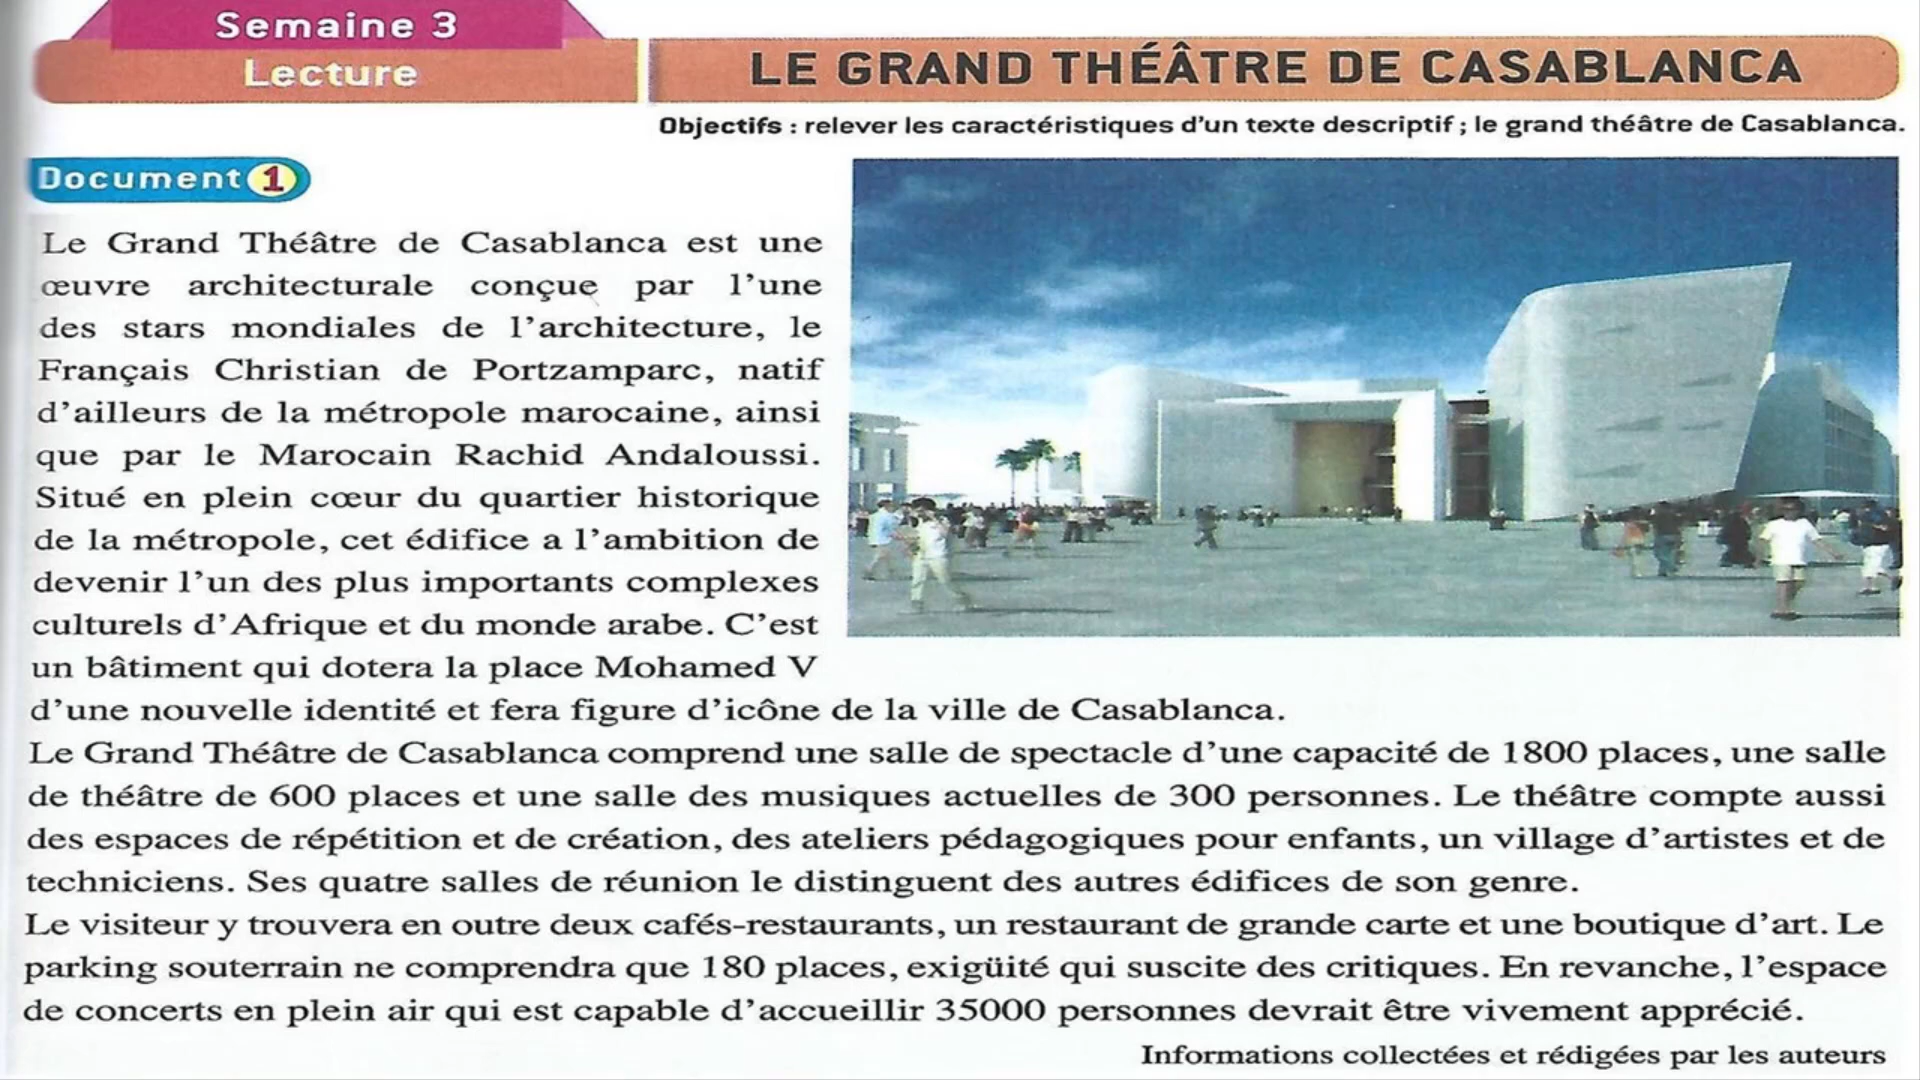 Semaine 3
Lecture
LE GRAND THÉÂTRE DE CASABLANCA
Objectifs : relever les caractéristiques d'un texte descriptif ; le grand théâtre de Casablanca.
Document 1
Le Grand Théâtre de Casablanca est une
œuvre architecturale conçue par l'une
des stars mondiales de l'architecture, le
Français Christian de Portzamparc, natif
d'ailleurs de la métropole marocaine, ainsi
que par le Marocain Rachid Andaloussi.
Situé en plein cœur du quartier historique
de la métropole, cet édifice a l'ambition de
devenir l'un des plus importants complexes
culturels d'Afrique et du monde arabe. C'est
un bâtiment qui dotera la place Mohamed V
d'une nouvelle identité et fera figure d'icône de la ville de Casablanca.
Le Grand Théâtre de Casablanca comprend une salle de spectacle d'une capacité de 1800 places, une salle
de théâtre de 600 places et une salle des musiques actuelles de 300 personnes. Le théâtre compte aussi
des espaces de répétition et de création, des ateliers pédagogiques pour enfants, un village d'artistes et de
techniciens. Ses quatre salles de réunion le distinguent des autres édifices de son genre.
Le visiteur y trouvera en outre deux cafés-restaurants, un restaurant de grande carte et une boutique d'art. Le
parking souterrain ne comprendra que 180 places, exigüité qui suscite des critiques. En revanche, l'espace
de concerts en plein air qui est capable d'accueillir 35000 personnes devrait être vivement apprécié.
Informations collectées et rédigées par les auteurs